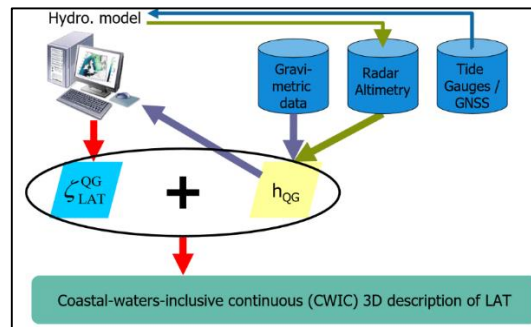 Hydro. model
Gravi-
metric
data
Radar
Altimetry
Tide
Gauges /
GNSS
ζ QG LAT
+
hQG
Coastal-waters-inclusive continuous (CWIC) 3D description of LAT